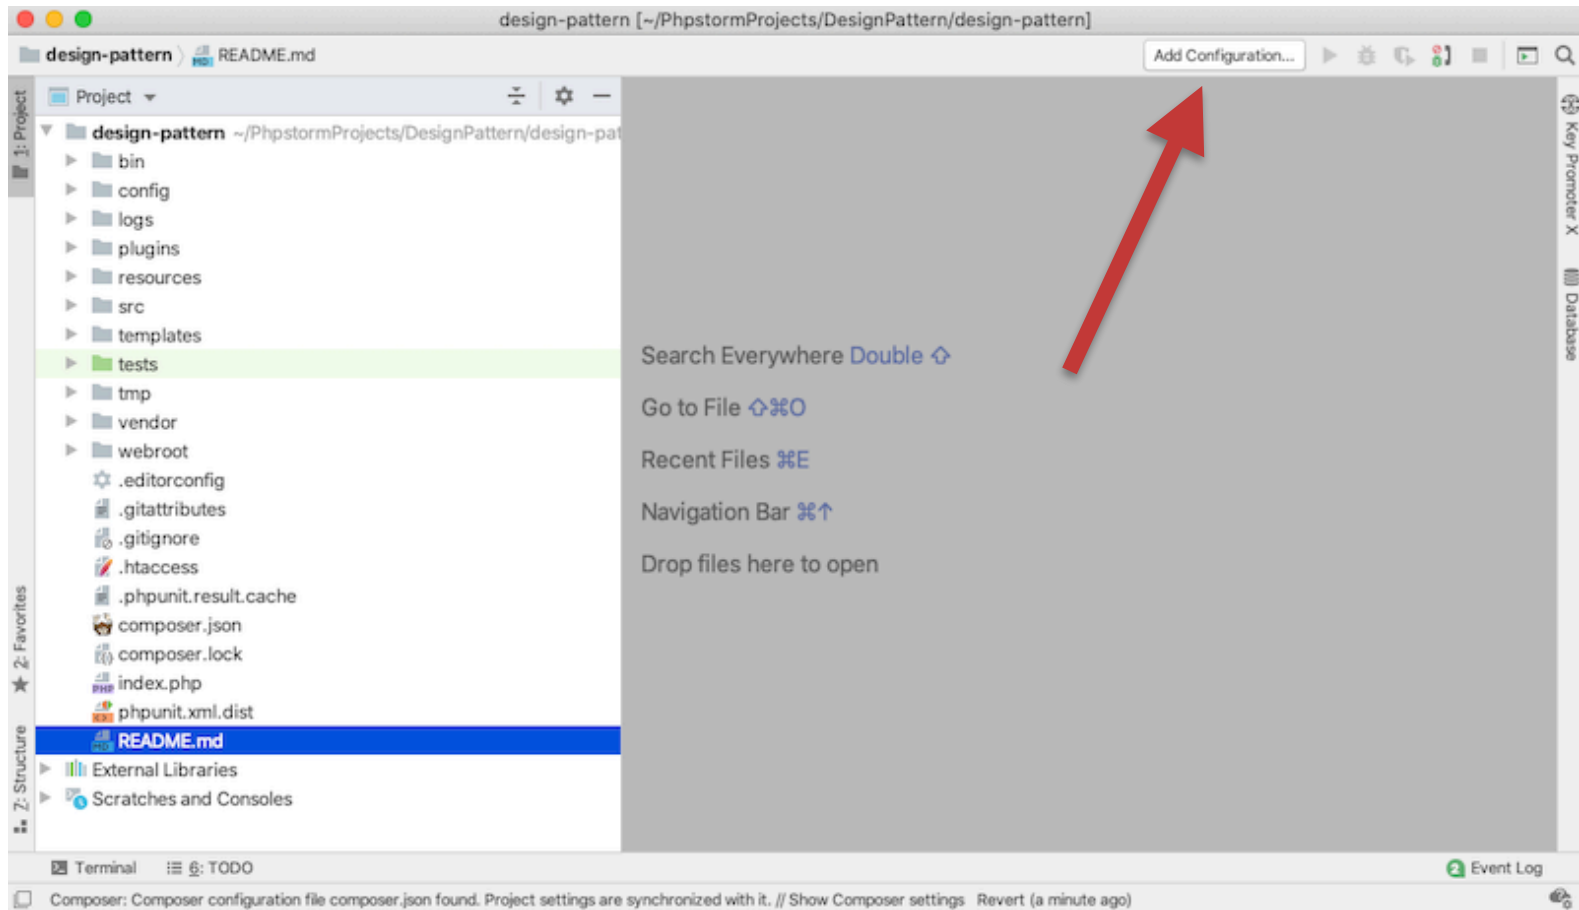 design-pattern [~/PhpstormProjects/DesignPattern/design-pattern]
design-pattern README.md
Add Configuration...
1: Project
Project
design-pattern ~/PhpstormProjects/DesignPattern/design-pat
bin
config
logs
plugins
resources
src
templates
tests
tmp
vendor
webroot
.editorconfig
.gitattributes
.gitignore
.htaccess
.phpunit.result.cache
composer.json
composer.lock
index.php
phpunit.xml.dist
README.md
External Libraries
Scratches and Consoles
2: Favorites
7: Structure
Search Everywhere Double ⇧
Go to File ⇧⌘O
Recent Files ⌘E
Navigation Bar ⌘↑
Drop files here to open
Key Promoter X
Database
Terminal
6: TODO
2 Event Log
Composer: Composer configuration file composer.json found. Project settings are synchronized with it. // Show Composer settings Revert (a minute ago)